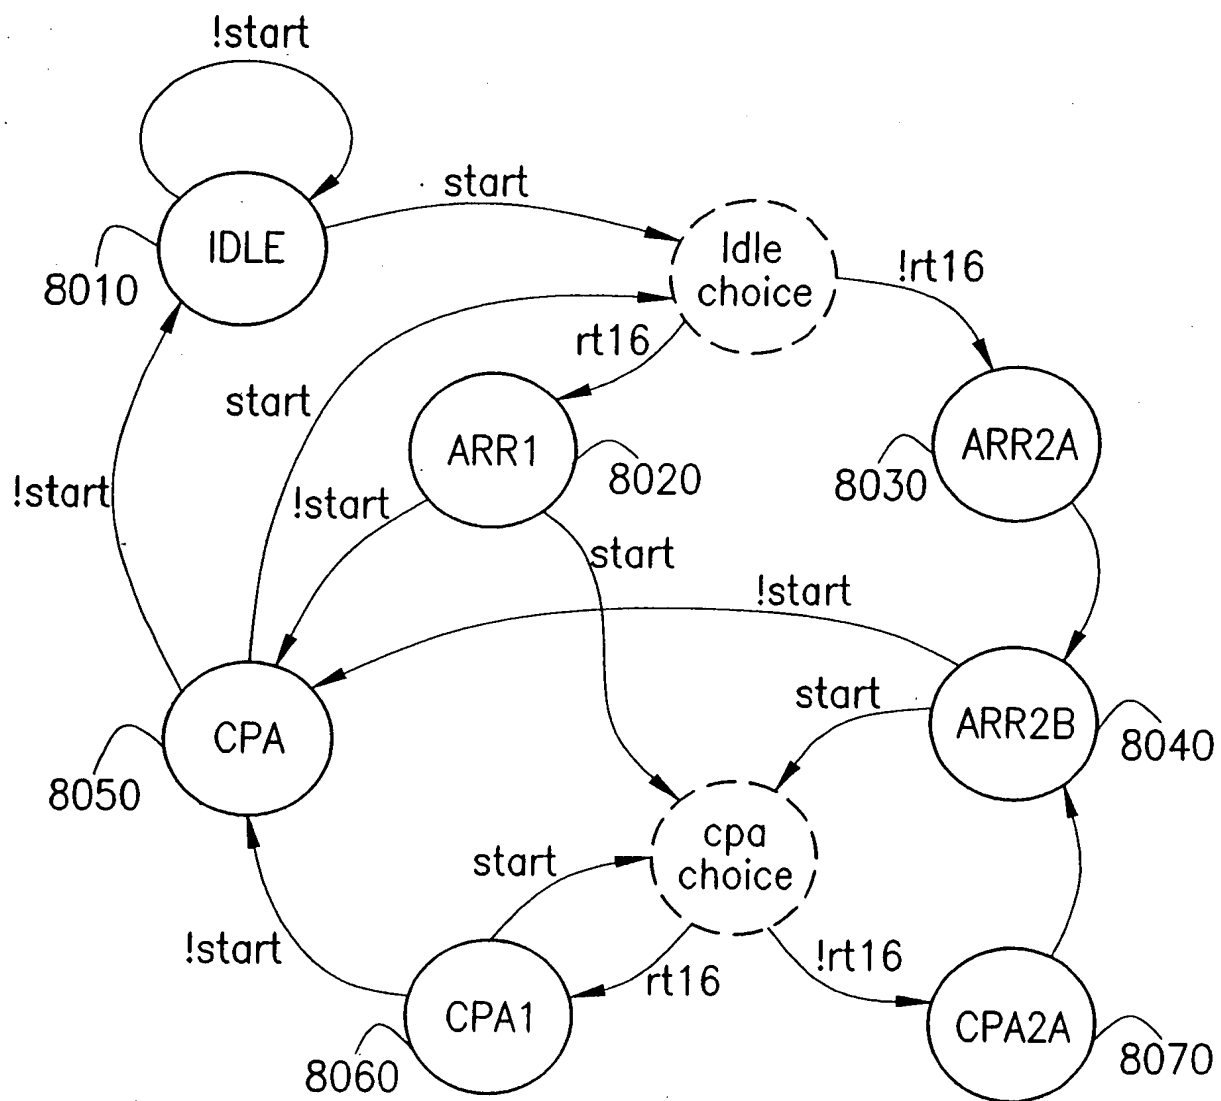 !start
start
IDLE
8010
Idle
choice
!rt16
rt16
start
ARR1
8020
ARR2A
8030
!start
!start
start
!start
start
ARR2B
8040
CPA
8050
cpa
choice
start
!start
rt16
!rt16
CPA1
8060
CPA2A
8070